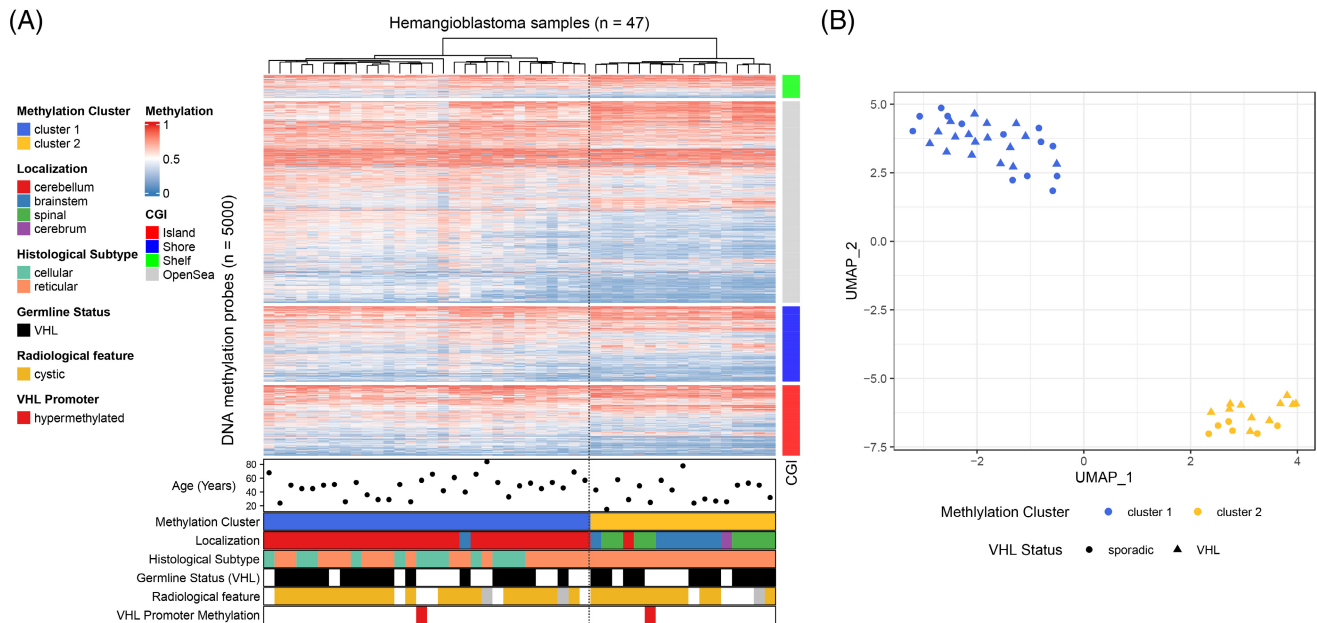 (A)
Hemangioblastoma samples (n = 47)
Methylation Cluster
cluster 1
cluster 2
Localization
cerebellum
brainstem
spinal
cerebrum
Histological Subtype
cellular
reticular
Germline Status
VHL
Radiological feature
cystic
VHL Promoter
hypermethylated
Methylation
1
0.5
0
CGI
Island
Shore
Shelf
OpenSea
DNA methylation probes (n = 5000)
CGI
Age (Years)
80
60
40
20
Methylation Cluster
Localization
Histological Subtype
Germline Status (VHL)
Radiological feature
VHL Promoter Methylation
(B)
UMAP_2
5.0
2.5
0.0
−2.5
−5.0
−7.5
−2
0
2
4
UMAP_1
Methlylation Cluster
cluster 1
cluster 2
VHL Status
sporadic
VHL